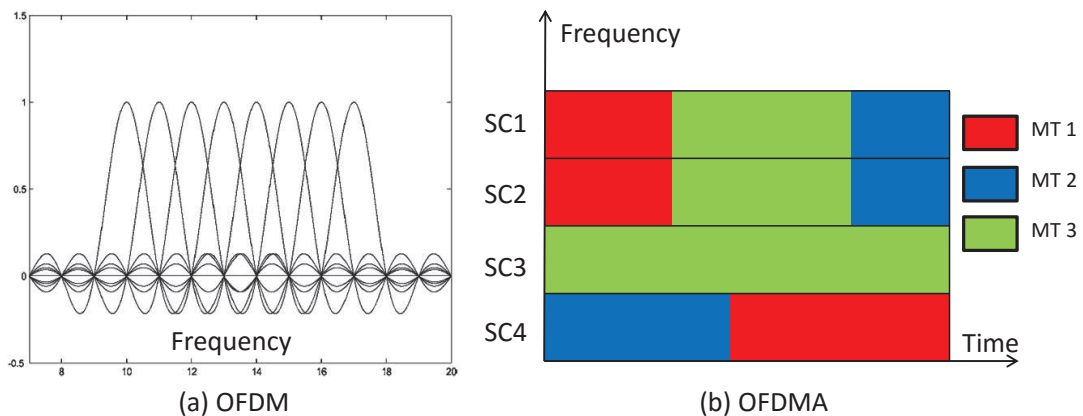 1.5
1
0.5
0
-0.5
8 10 12 14 16 18 20
Frequency
(a) OFDM
Frequency
SC1
SC2
SC3
SC4
Time
MT 1
MT 2
MT 3
(b) OFDMA